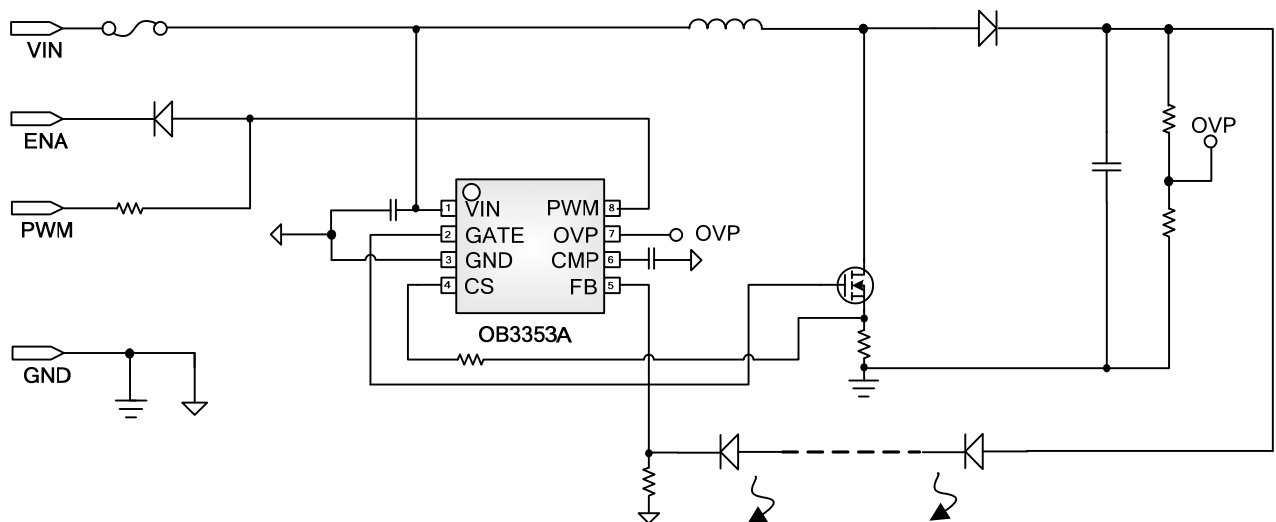 VIN
ENA
PWM
GND
1 VIN PWM 8
2 GATE OVP 7 OVP
3 GND CMP 6
4 CS FB 5
OB3353A
OVP